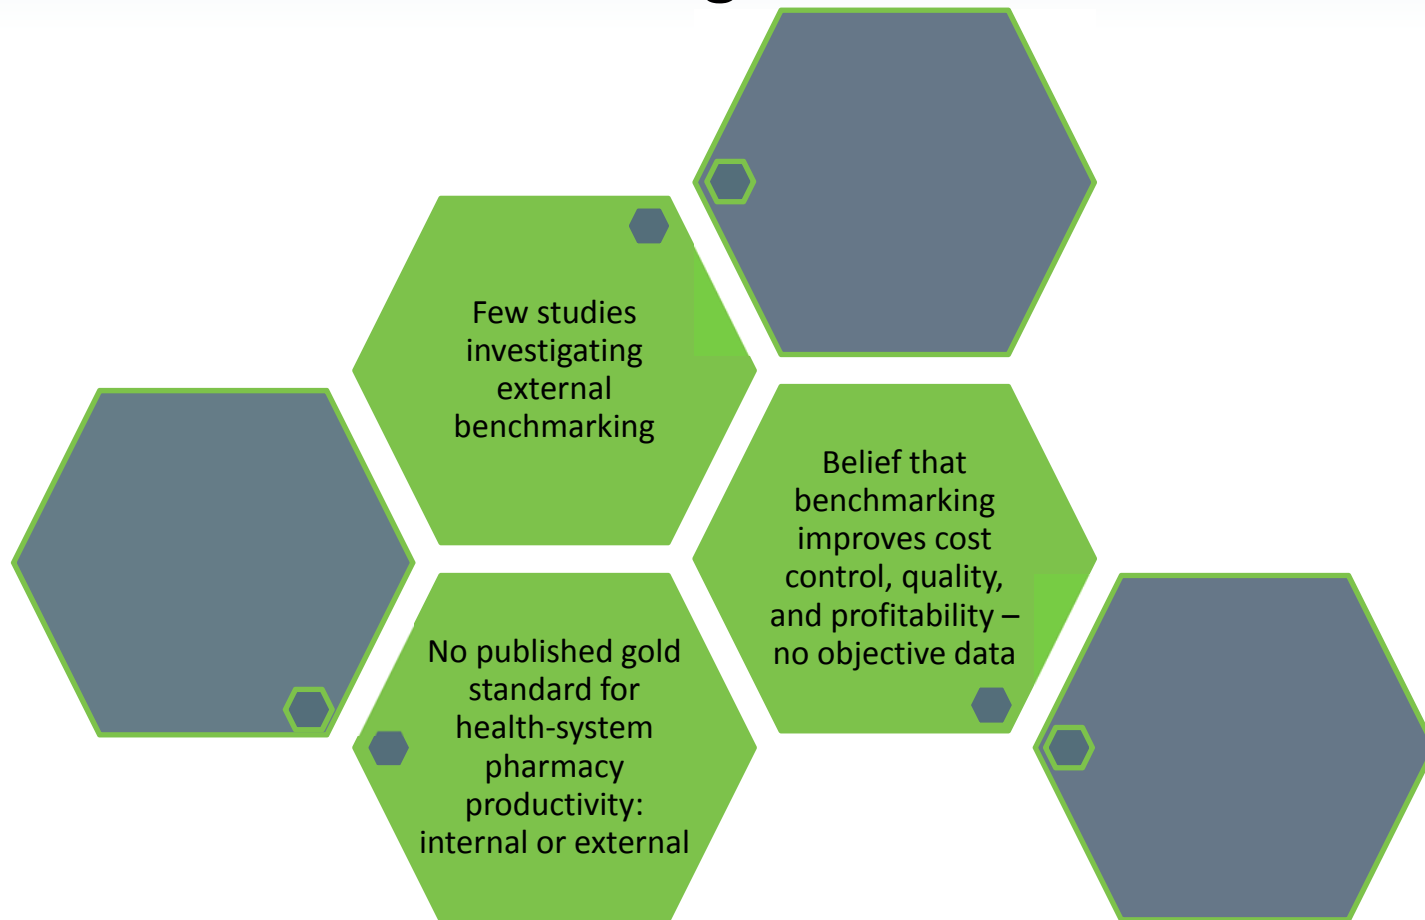 Few studies
investigating
external
benchmarking
Belief that
benchmarking
improves cost
control, quality,
and profitability –
no objective data
No published gold
standard for
health-system
pharmacy
productivity:
internal or external